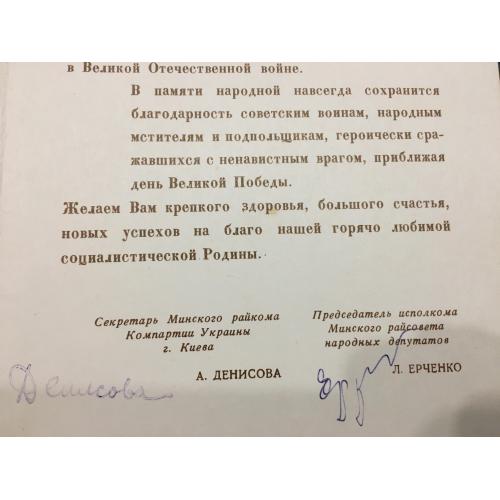 в Великой Отечественной войне.
В памяти народной навсегда сохранится
благодарность советским воинам, народным
мстителям и подпольщикам, героически сра-
жавшихся с ненавистным врагом, приближая
день Великой Победы.
Желаем Вам крепкого здоровья, большого счастья,
новых успехов на благо нашей горячо любимой
социалистической Родины.
Секретарь Минского райкома
Компартии Украины
г. Киева
А. ДЕНИСОВА
Председатель исполкома
Минского райсовета
народных депутатов
Л. ЕРЧЕНКО
Денисова